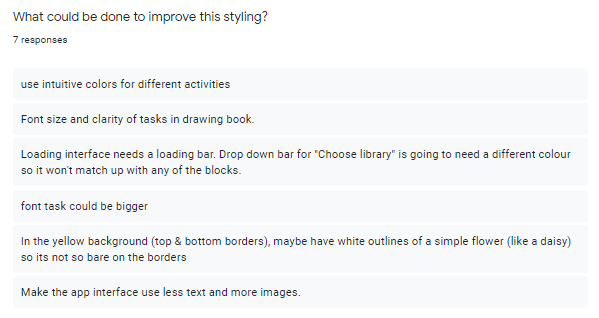 What could be done to improve this styling?
7 responses
use intuitive colors for different activities
Font size and clarity of tasks in drawing book.
Loading interface needs a loading bar. Drop down bar for "Choose library" is going to need a different colour
so it won't match up with any of the blocks.
font task could be bigger
In the yellow background (top & bottom borders), maybe have white outlines of a simple flower (like a daisy)
so its not so bare on the borders
Make the app interface use less text and more images.